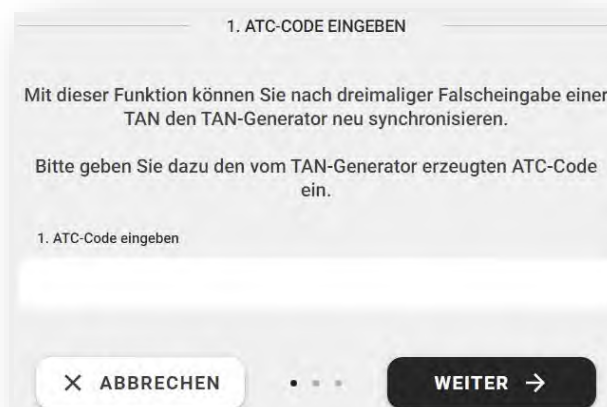 1. ATC-CODE EINGEBEN
Mit dieser Funktion können Sie nach dreimaliger Falscheingabe einer
TAN den TAN-Generator neu synchronisieren.
Bitte geben Sie dazu den vom TAN-Generator erzeugten ATC-Code
ein.
1. ATC-Code eingeben
ABBRECHEN
WEITER